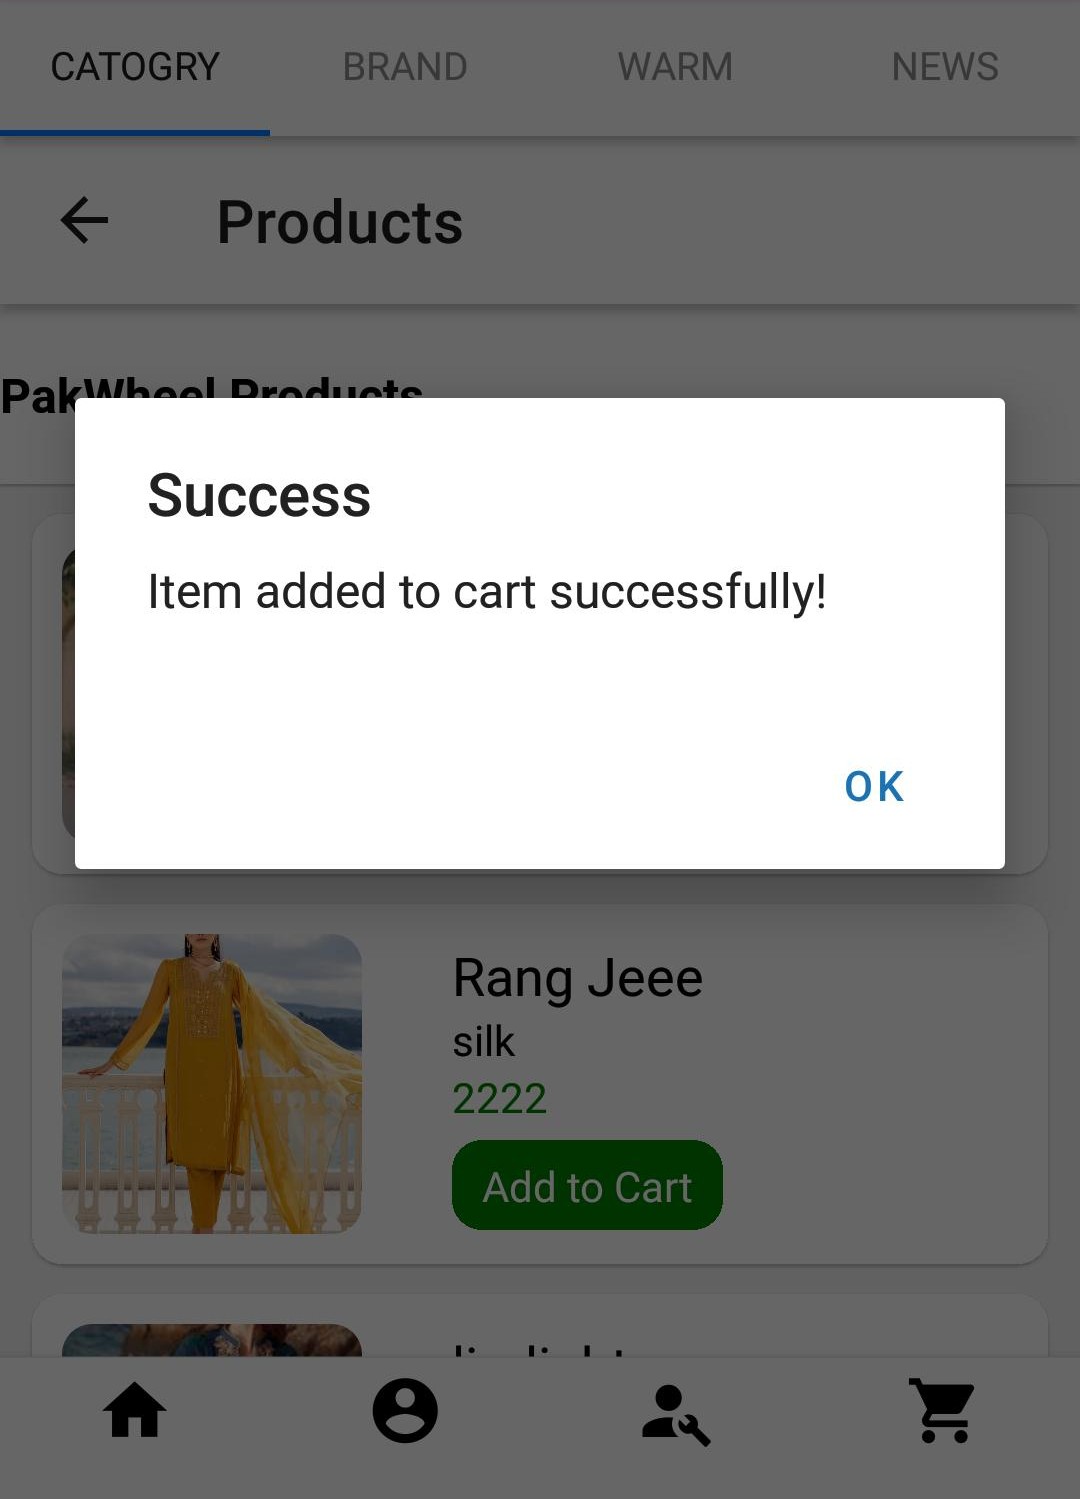 CATOGRY BRAND WARM NEWS
Products
PakWheel Products
Success
Item added to cart successfully!
OK
Rang Jeee
silk
2222
Add to Cart